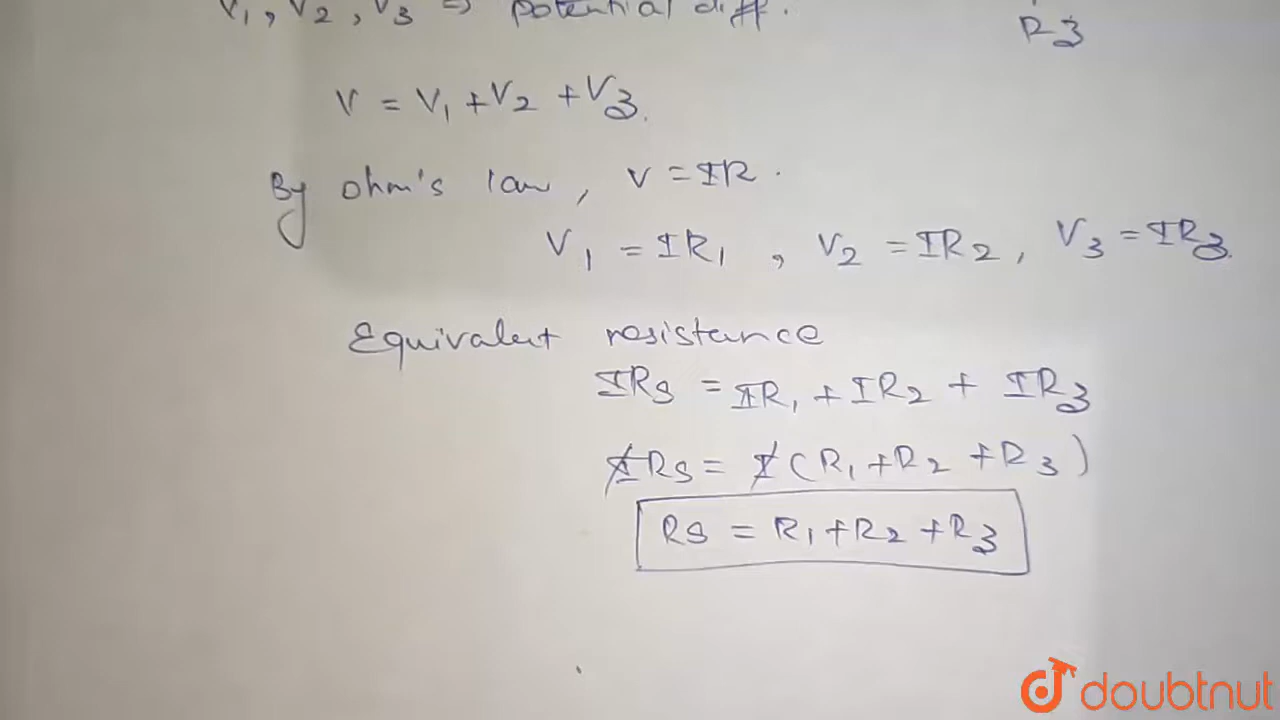 V1, V2, V3 => potential diff.
R3
V = V1 + V2 + V3.
By ohm's law, V = IR.
V1 = IR1, V2 = IR2, V3 = IR3.
Equivalent resistance
IRs = IR1 + IR2 + IR3
IRs = I(R1 + R2 + R3)
Rs = R1 + R2 + R3
doubtnut